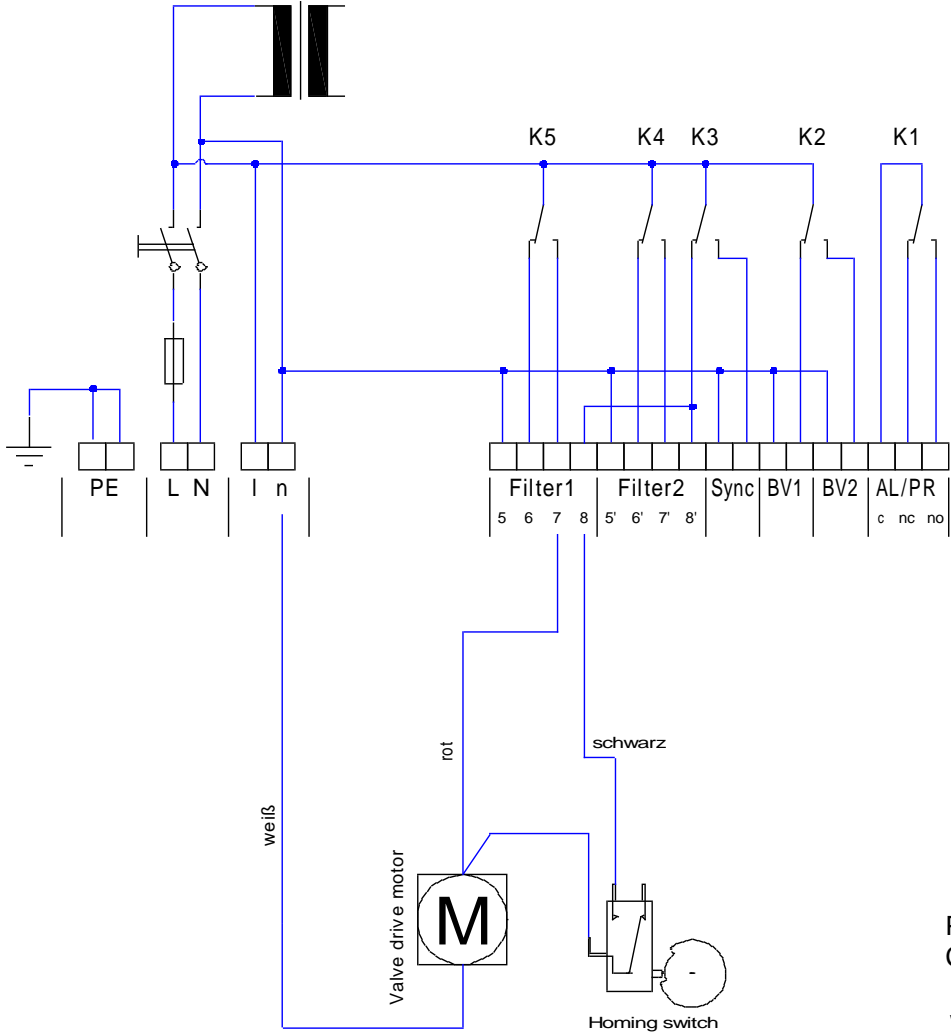 K5 K4 K3 K2 K1
PE L N l n Filter1 Filter2 Sync BV1 BV2 AL/PR
5 6 7 8 5' 6' 7' 8' c nc no
schwarz
rot
weiß
Valve drive motor
M
Homing switch